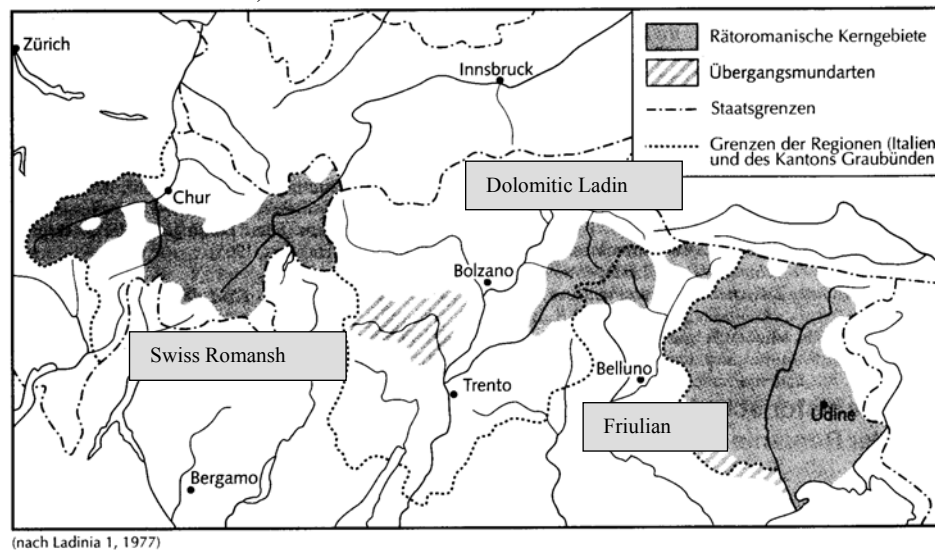 Zürich
Innsbruck
Rätoromanische Kerngebiete
Übergangsmundarten
Staatsgrenzen
Grenzen der Regionen (Italien
und des Kantons Graubünden
Dolomitic Ladin
Chur
Bolzano
Swiss Romansh
Trento
Belluno
Friulian
Udine
Bergamo
(nach Ladinia 1, 1977)